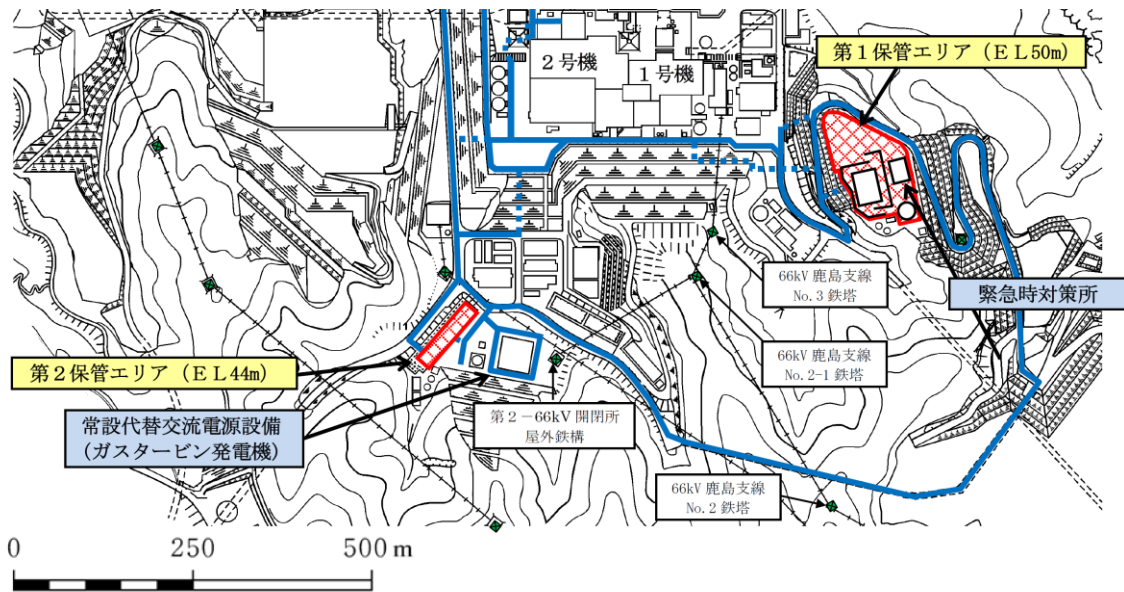 ２号機
１号機
第１保管エリア（ＥＬ50m）
66kV 鹿島支線
No.3 鉄塔
緊急時対策所
66kV 鹿島支線
No.2-1 鉄塔
第２保管エリア（ＥＬ44m）
常設代替交流電源設備
(ガスタービン発電機)
第２－66kV 開閉所
屋外鉄構
66kV 鹿島支線
No.2 鉄塔
0 250 500 m